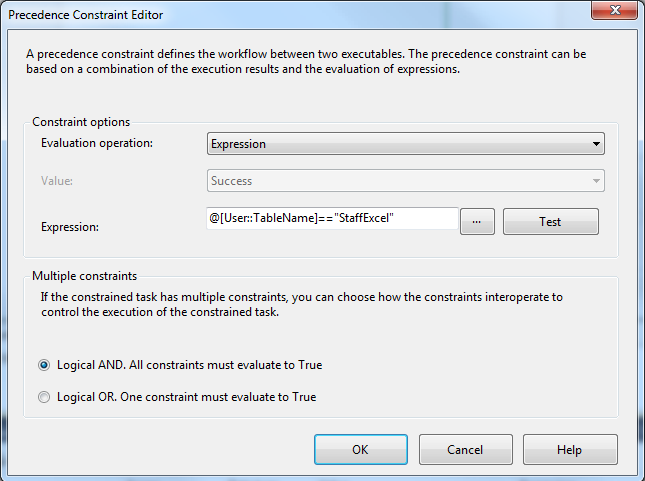 Precedence Constraint Editor
A precedence constraint defines the workflow between two executables. The precedence constraint can be
based on a combination of the execution results and the evaluation of expressions.
Constraint options
Evaluation operation:
Expression
Value:
Success
Expression:
@[User::TableName]=="StaffExcel"
...
Test
Multiple constraints
If the constrained task has multiple constraints, you can choose how the constraints interoperate to
control the execution of the constrained task.
Logical AND. All constraints must evaluate to True
Logical OR. One constraint must evaluate to True
OK
Cancel
Help